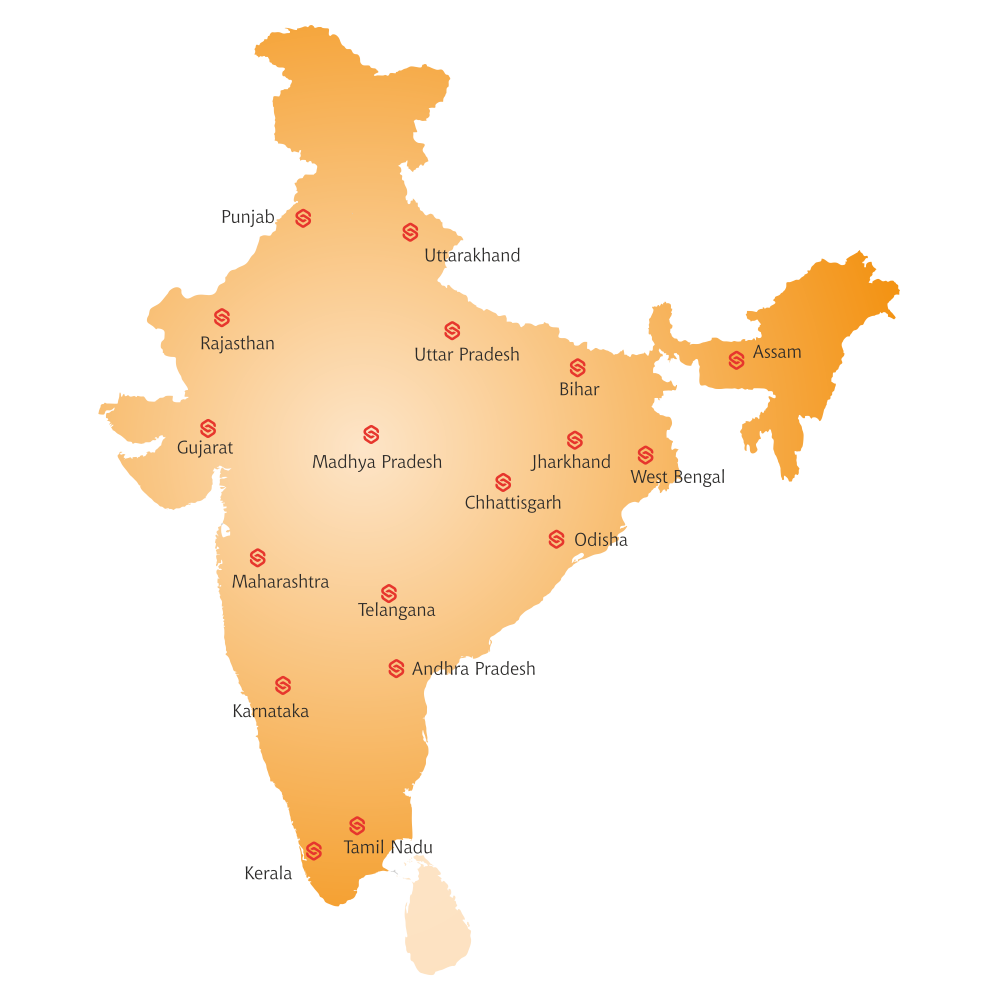 Punjab
Uttarakhand
Rajasthan
Uttar Pradesh
Assam
Bihar
Gujarat
Madhya Pradesh
Jharkhand
West Bengal
Chhattisgarh
Odisha
Maharashtra
Telangana
Andhra Pradesh
Karnataka
Tamil Nadu
Kerala